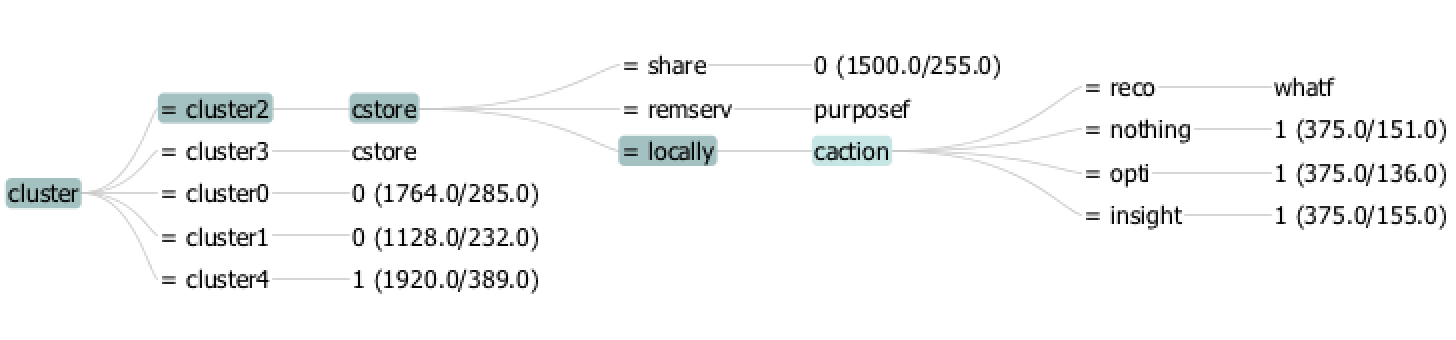 = share 0 (1500.0/255.0)
= reco whatf
= cluster2 cstore = remserv purposef
= nothing 1 (375.0/151.0)
= cluster3 cstore = locally caction
= opti 1 (375.0/136.0)
cluster = cluster0 0 (1764.0/285.0)
= insight 1 (375.0/155.0)
= cluster1 0 (1128.0/232.0)
= cluster4 1 (1920.0/389.0)